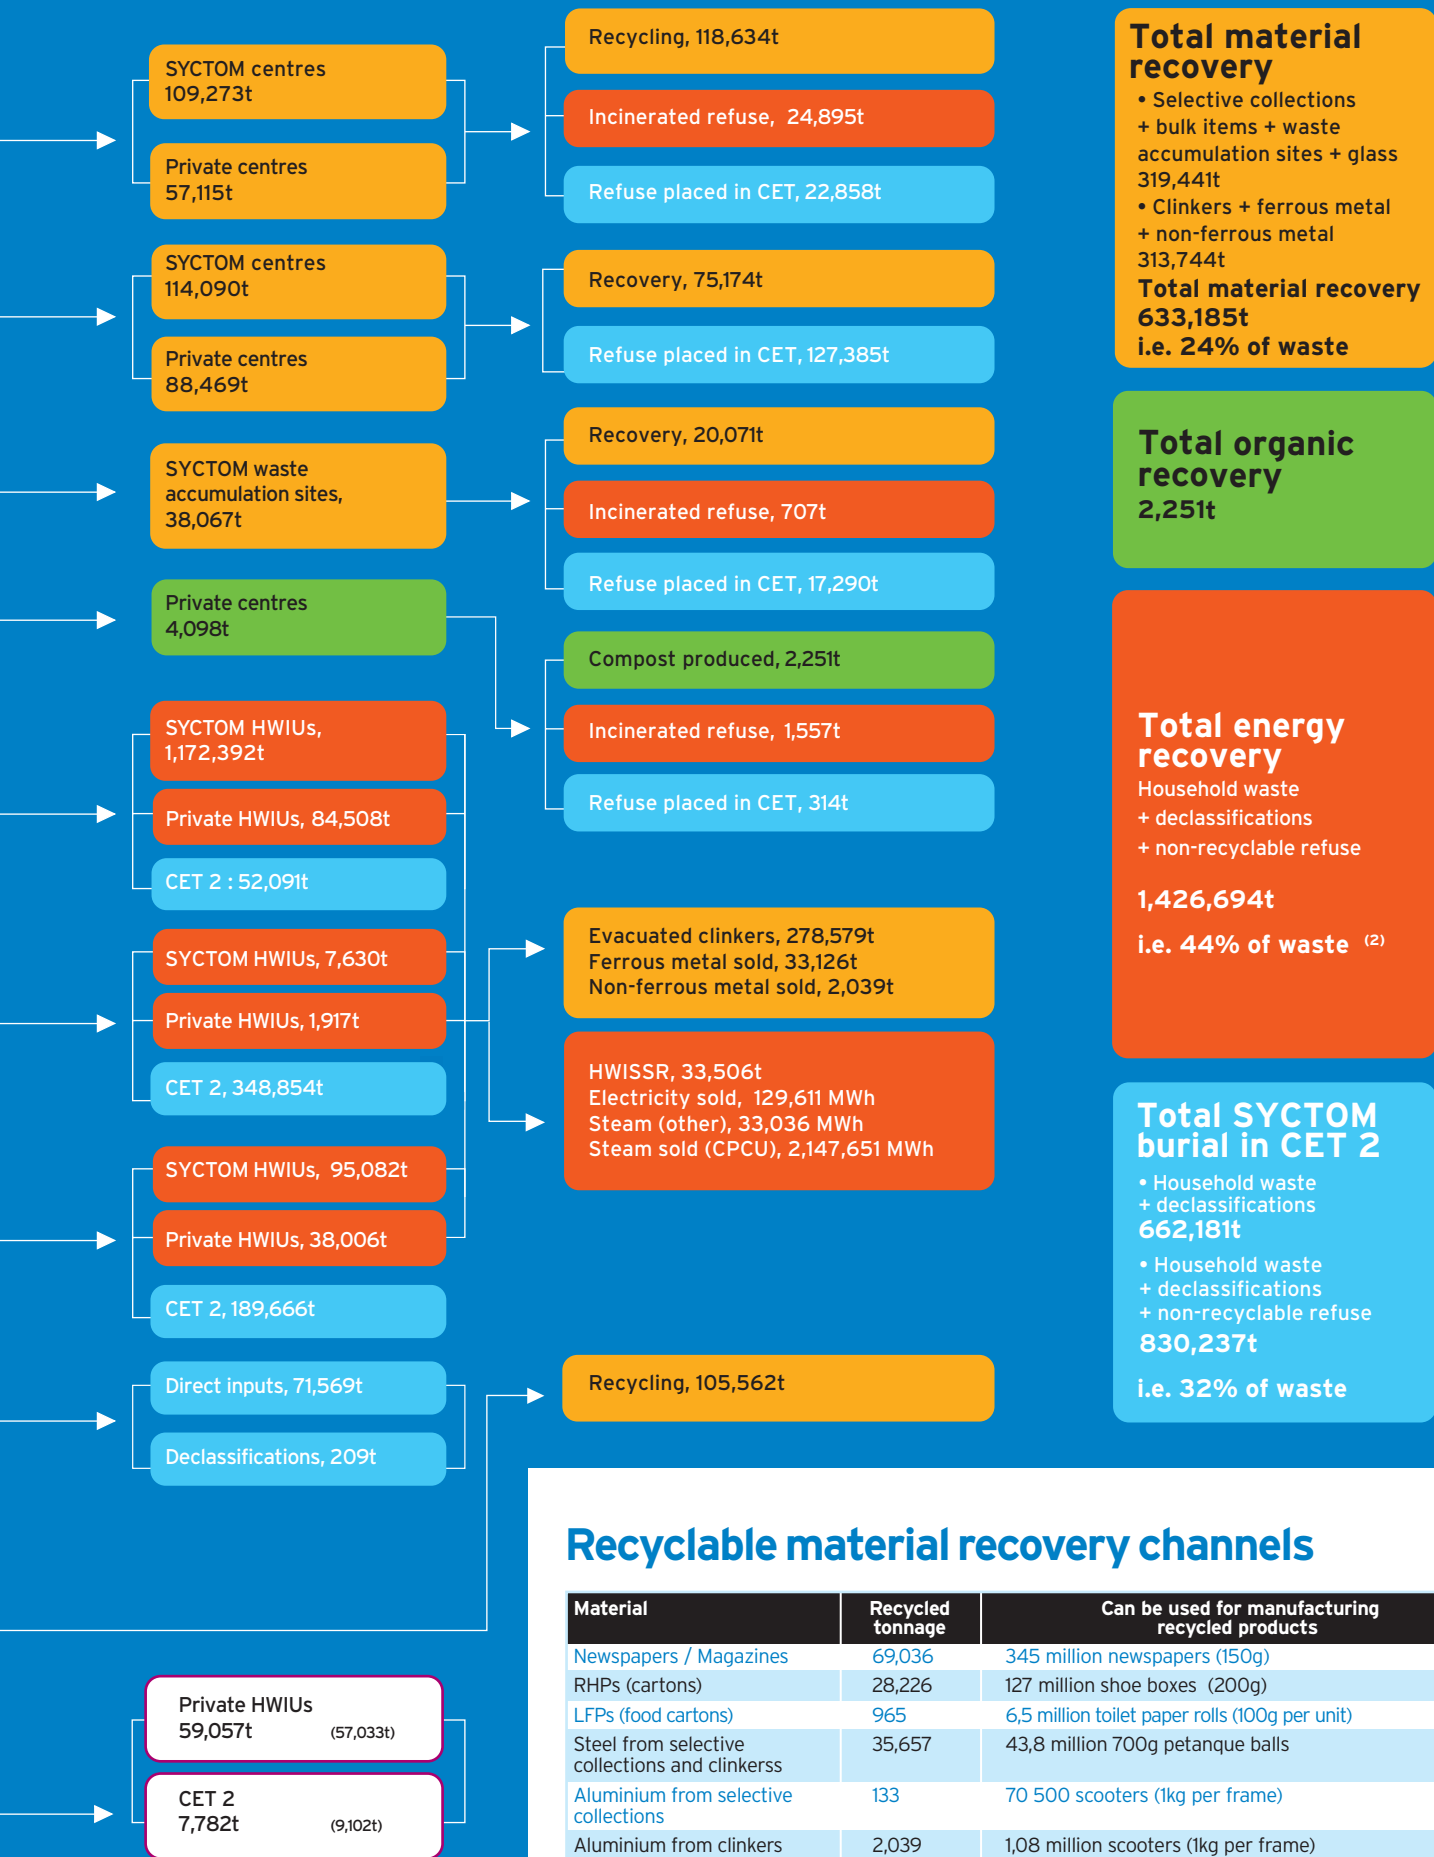 SYCTOM centres
109,273t
Private centres
57,115t
Recycling, 118,634t
Incinerated refuse, 24,895t
Refuse placed in CET, 22,858t
SYCTOM centres
114,090t
Private centres
88,469t
Recovery, 75,174t
Refuse placed in CET, 127,385t
SYCTOM waste
accumulation sites,
38,067t
Recovery, 20,071t
Incinerated refuse, 707t
Refuse placed in CET, 17,290t
Private centres
4,098t
Compost produced, 2,251t
Incinerated refuse, 1,557t
Refuse placed in CET, 314t
SYCTOM HWIUs,
1,172,392t
Private HWIUs, 84,508t
CET 2 : 52,091t
SYCTOM HWIUs, 7,630t
Private HWIUs, 1,917t
CET 2, 348,854t
SYCTOM HWIUs, 95,082t
Private HWIUs, 38,006t
CET 2, 189,666t
Evacuated clinkers, 278,579t
Ferrous metal sold, 33,126t
Non-ferrous metal sold, 2,039t
HWISSR, 33,506t
Electricity sold, 129,611 MWh
Steam (other), 33,036 MWh
Steam sold (CPCU), 2,147,651 MWh
Direct inputs, 71,569t
Declassifications, 209t
Recycling, 105,562t
Private HWIUs
59,057t (57,033t)
CET 2
7,782t (9,102t)
Total material
recovery
• Selective collections
+ bulk items + waste
accumulation sites + glass
319,441t
• Clinkers + ferrous metal
+ non-ferrous metal
313,744t
Total material recovery
633,185t
i.e. 24% of waste
Total organic
recovery
2,251t
Total energy
recovery
Household waste
+ declassifications
+ non-recyclable refuse
1,426,694t
i.e. 44% of waste (2)
Total SYCTOM
burial in CET 2
• Household waste
+ declassifications
662,181t
• Household waste
+ declassifications
+ non-recyclable refuse
830,237t
i.e. 32% of waste
Recyclable material recovery channels
Material Recycled tonnage Can be used for manufacturing recycled products
Newspapers / Magazines 69,036 345 million newspapers (150g)
RHPs (cartons) 28,226 127 million shoe boxes (200g)
LFPs (food cartons) 965 6,5 million toilet paper rolls (100g per unit)
Steel from selective 35,657 43,8 million 700g petanque balls
collections and clinkerss
Aluminium from selective 133 70 500 scooters (1kg per frame)
collections
Aluminium from clinkers 2,039 1,08 million scooters (1kg per frame)